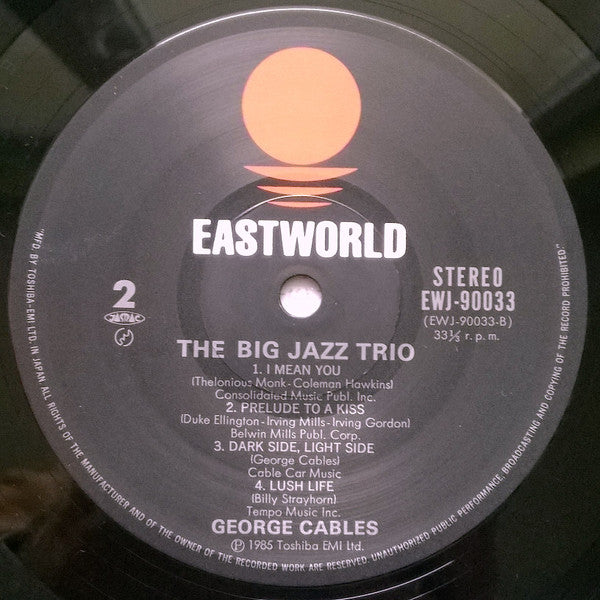 EASTWORLD
2
JASRAC
STEREO
EWJ-90033
(EWJ-90033-B)
33⅓ r.p.m.
THE BIG JAZZ TRIO
1. I MEAN YOU
(Thelonious Monk-Coleman Hawkins)
Consolidated Music Publ. Inc.
2. PRELUDE TO A KISS
(Duke Ellington-Irving Mills-Irving Gordon)
Belwin Mills Publ. Corp.
3. DARK SIDE, LIGHT SIDE
(George Cables)
Cable Car Music
4. LUSH LIFE
(Billy Strayhorn)
Tempo Music Inc.
GEORGE CABLES
Ⓟ 1985 Toshiba EMI Ltd.
"MFD. BY TOSHIBA-EMI LTD. IN JAPAN ALL RIGHTS OF THE MANUFACTURER AND OF THE OWNER OF THE RECORDED WORK ARE RESERVED. UNAUTHORIZED PUBLIC PERFORMANCE, BROADCASTING AND COPYING OF THE RECORD PROHIBITED."